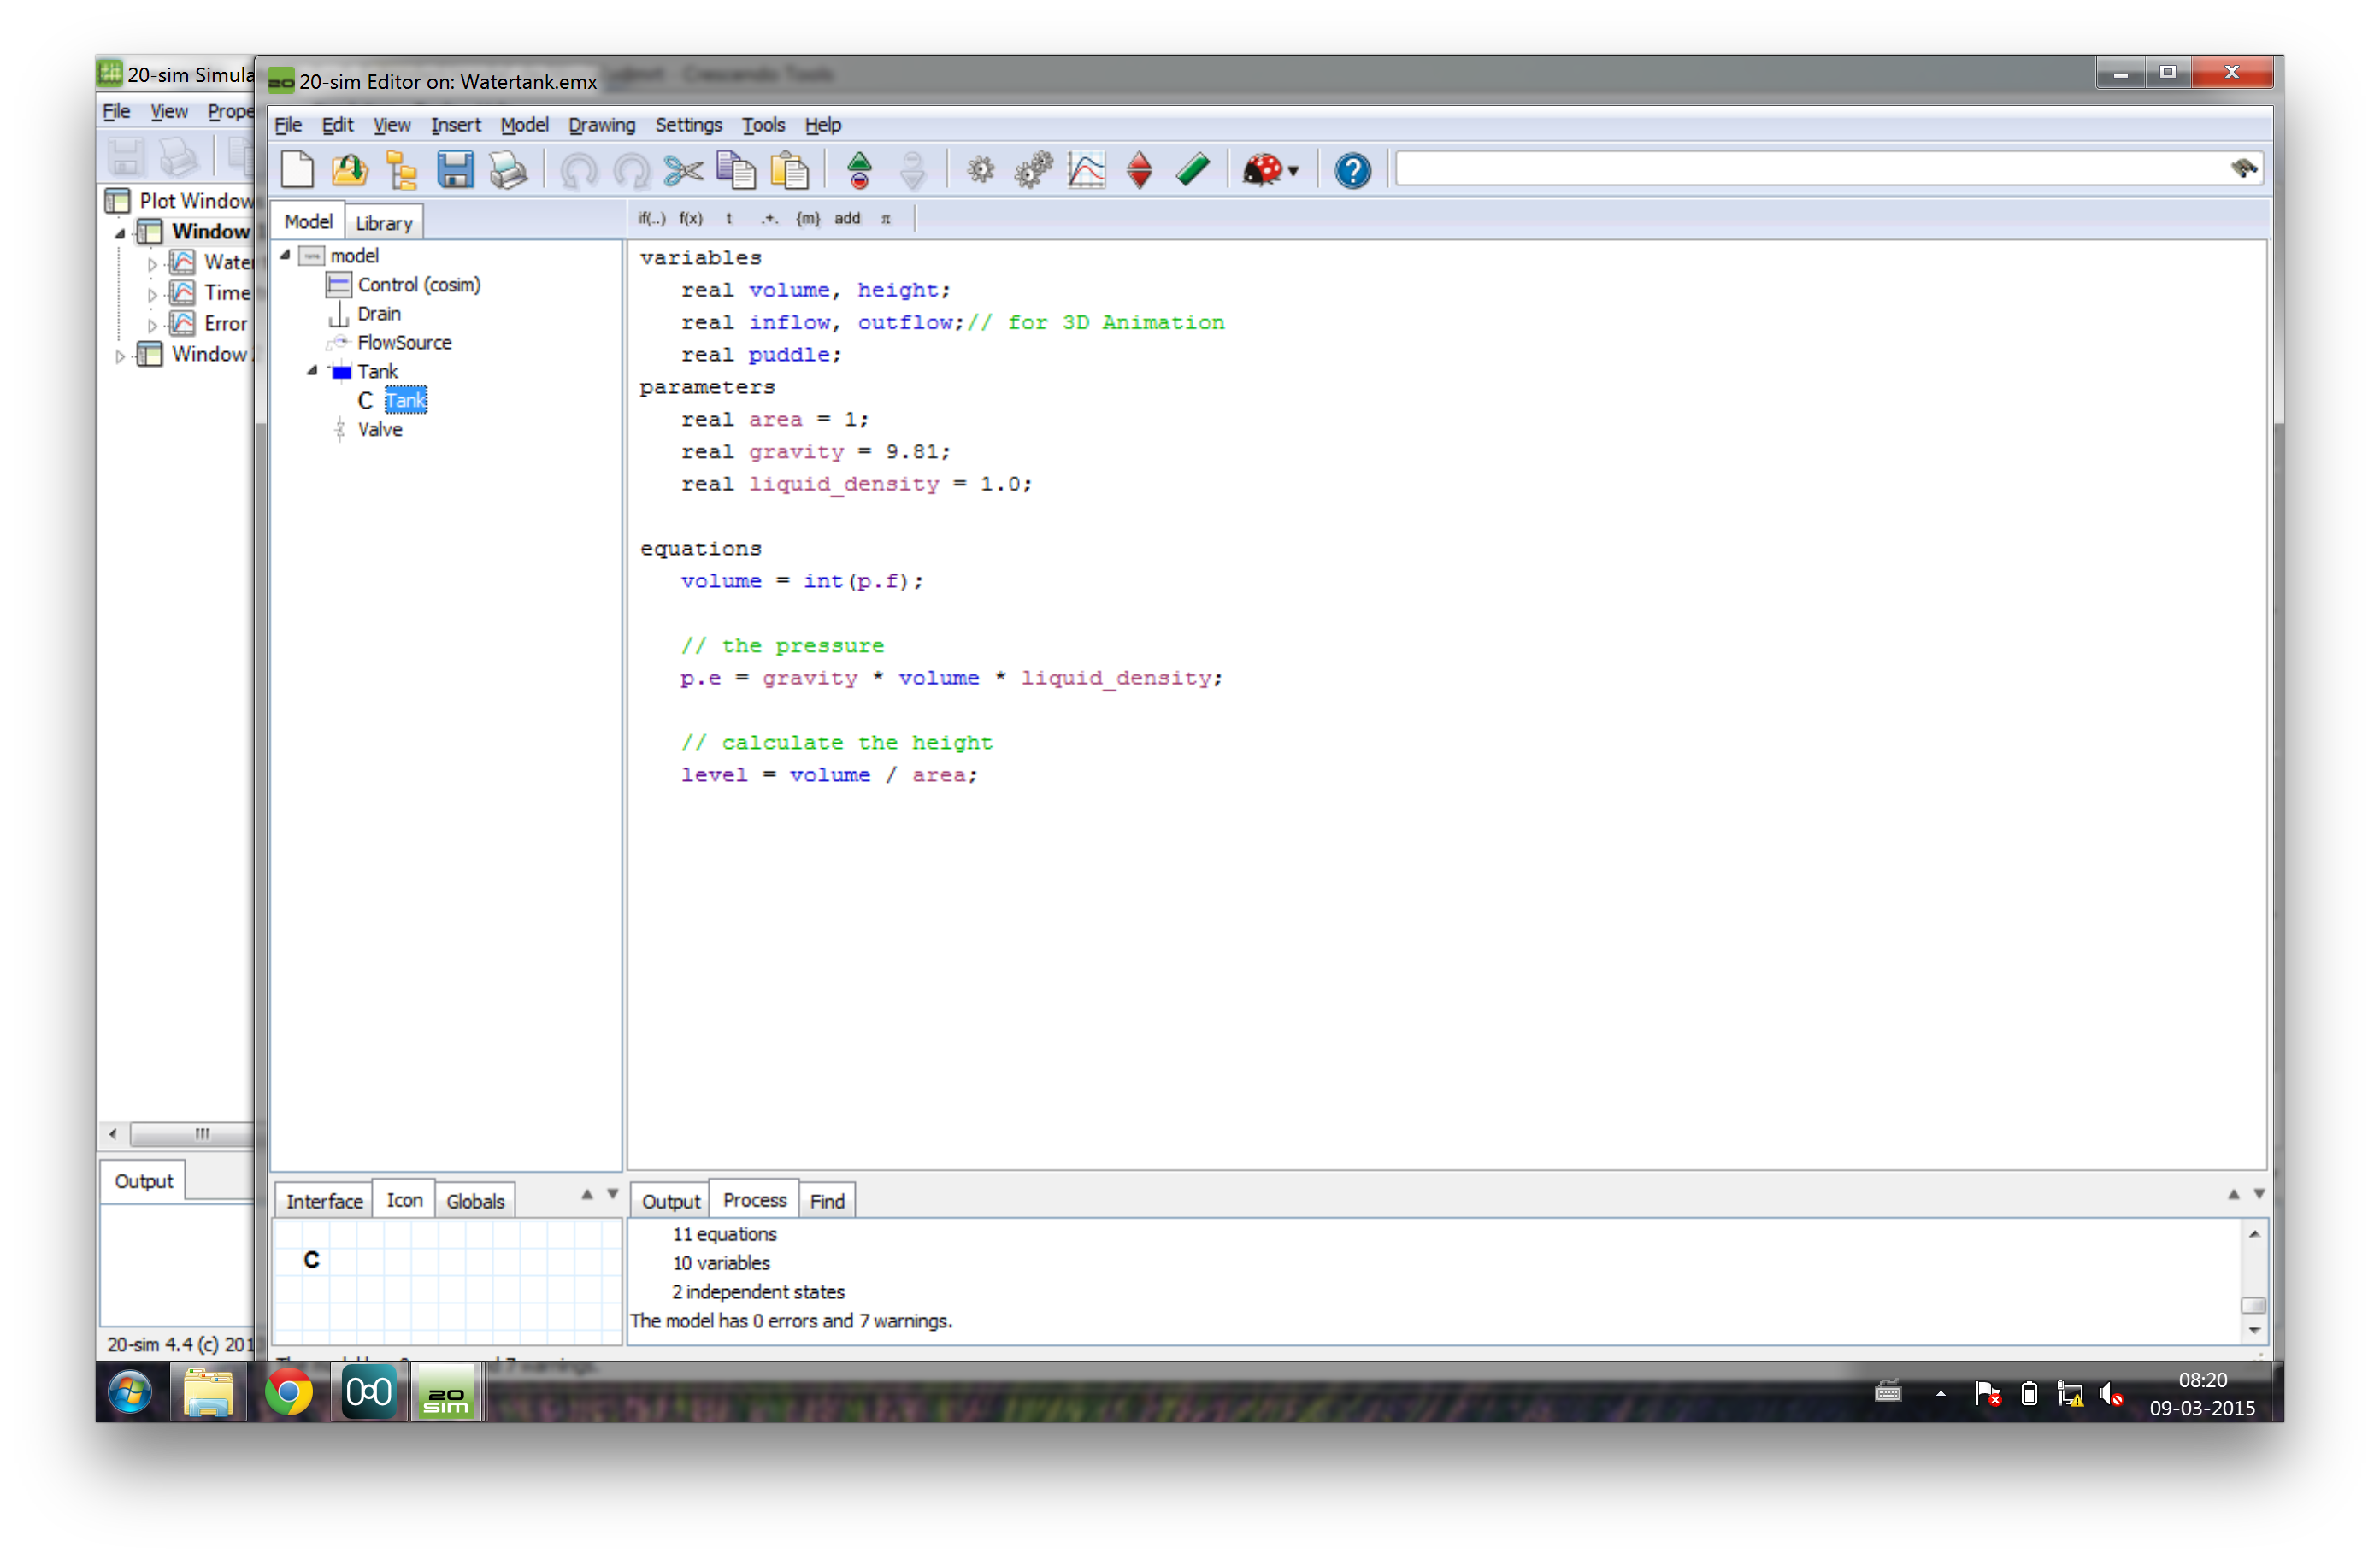 20-sim Simula
20-sim Editor on: Watertank.emx
Crescendo Tools
File View Prope
File Edit View Insert Model Drawing Settings Tools Help
Plot Window
Window
Water
Time
Error
Window
Model Library
model
Control (cosim)
Drain
FlowSource
Tank
C Tank
Valve
if(..) f(x) t .+. {m} add π
variables
real volume, height;
real inflow, outflow;// for 3D Animation
real puddle;
parameters
real area = 1;
real gravity = 9.81;
real liquid_density = 1.0;
equations
volume = int(p.f);
// the pressure
p.e = gravity * volume * liquid_density;
// calculate the height
level = volume / area;
Output
20-sim 4.4 (c) 201
Interface Icon Globals
C
Output Process Find
11 equations
10 variables
2 independent states
The model has 0 errors and 7 warnings.
20
sim
08:20
09-03-2015